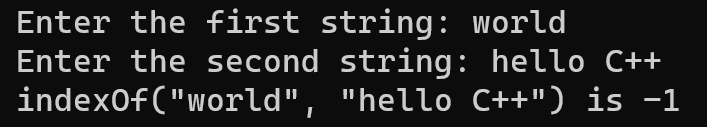 Enter the first string: world
Enter the second string: hello C++
indexOf("world", "hello C++") is -1